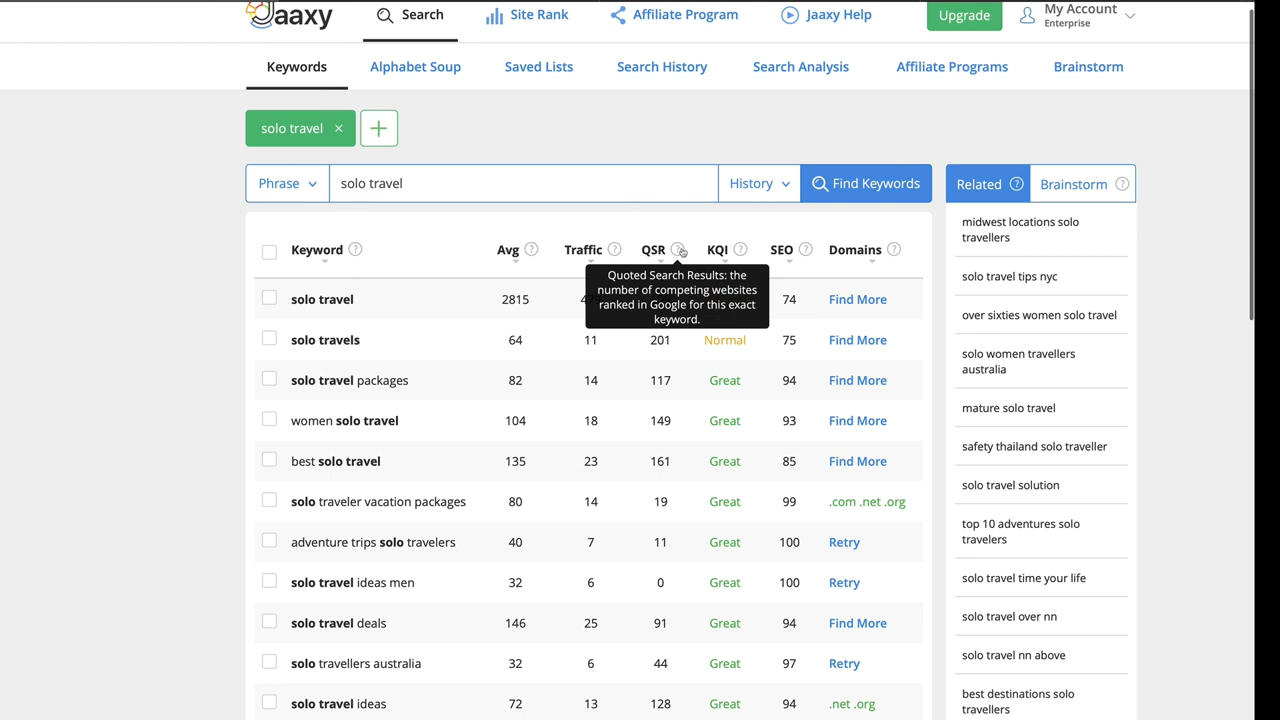 Jaaxy
Search
Site Rank
Affiliate Program
Jaaxy Help
Upgrade
My Account
Enterprise
Keywords
Alphabet Soup
Saved Lists
Search History
Search Analysis
Affiliate Programs
Brainstorm
solo travel ×
+
Phrase
solo travel
History
Find Keywords
Related ?
Brainstorm ?
Keyword ? Avg ? Traffic ? QSR ? KQI ? SEO ? Domains ?
Quoted Search Results: the
number of competing websites
ranked in Google for this exact
keyword.
solo travel 2815 74 Find More
solo travels 64 11 201 Normal 75 Find More
solo travel packages 82 14 117 Great 94 Find More
women solo travel 104 18 149 Great 93 Find More
best solo travel 135 23 161 Great 85 Find More
solo traveler vacation packages 80 14 19 Great 99 .com .net .org
adventure trips solo travelers 40 7 11 Great 100 Retry
solo travel ideas men 32 6 0 Great 100 Retry
solo travel deals 146 25 91 Great 94 Find More
solo travellers australia 32 6 44 Great 97 Retry
solo travel ideas 72 13 128 Great 94 .net .org
midwest locations solo
travellers
solo travel tips nyc
over sixties women solo travel
solo women travellers
australia
mature solo travel
safety thailand solo traveller
solo travel solution
top 10 adventures solo
travelers
solo travel time your life
solo travel over nn
solo travel nn above
best destinations solo
travellers